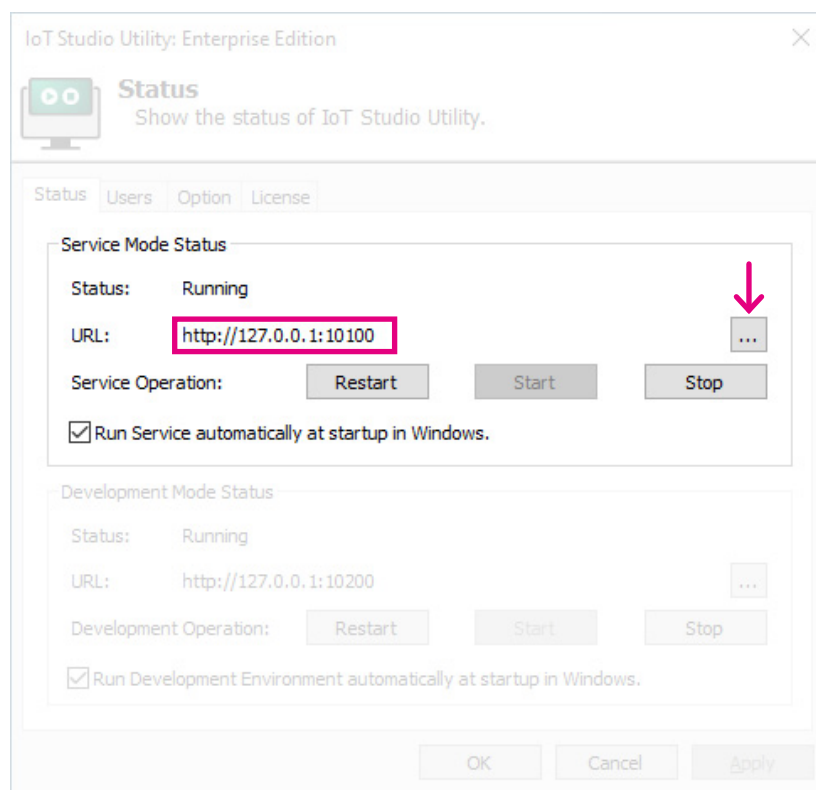 IoT Studio Utility: Enterprise Edition
Status
Show the status of IoT Studio Utility.
Status Users Option License
Service Mode Status
Status: Running
URL: http://127.0.0.1:10100 ...
Service Operation: Restart Start Stop
Run Service automatically at startup in Windows.
Development Mode Status
Status: Running
URL: http://127.0.0.1:10200 ...
Development Operation: Restart Start Stop
Run Development Environment automatically at startup in Windows.
OK Cancel Apply